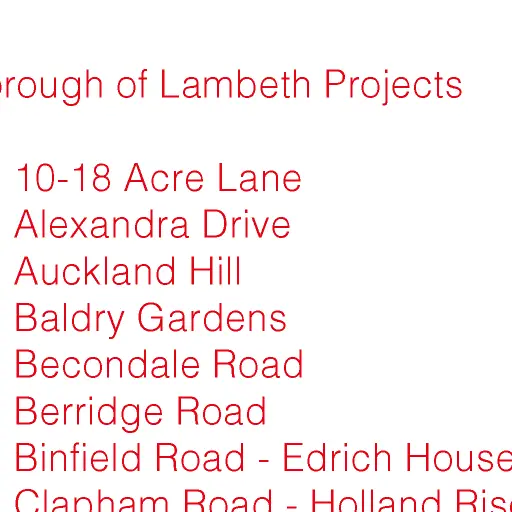 orough of Lambeth Projects
10-18 Acre Lane
Alexandra Drive
Auckland Hill
Baldry Gardens
Becondale Road
Berridge Road
Binfield Road - Edrich House
Clapham Road - Holland Rise